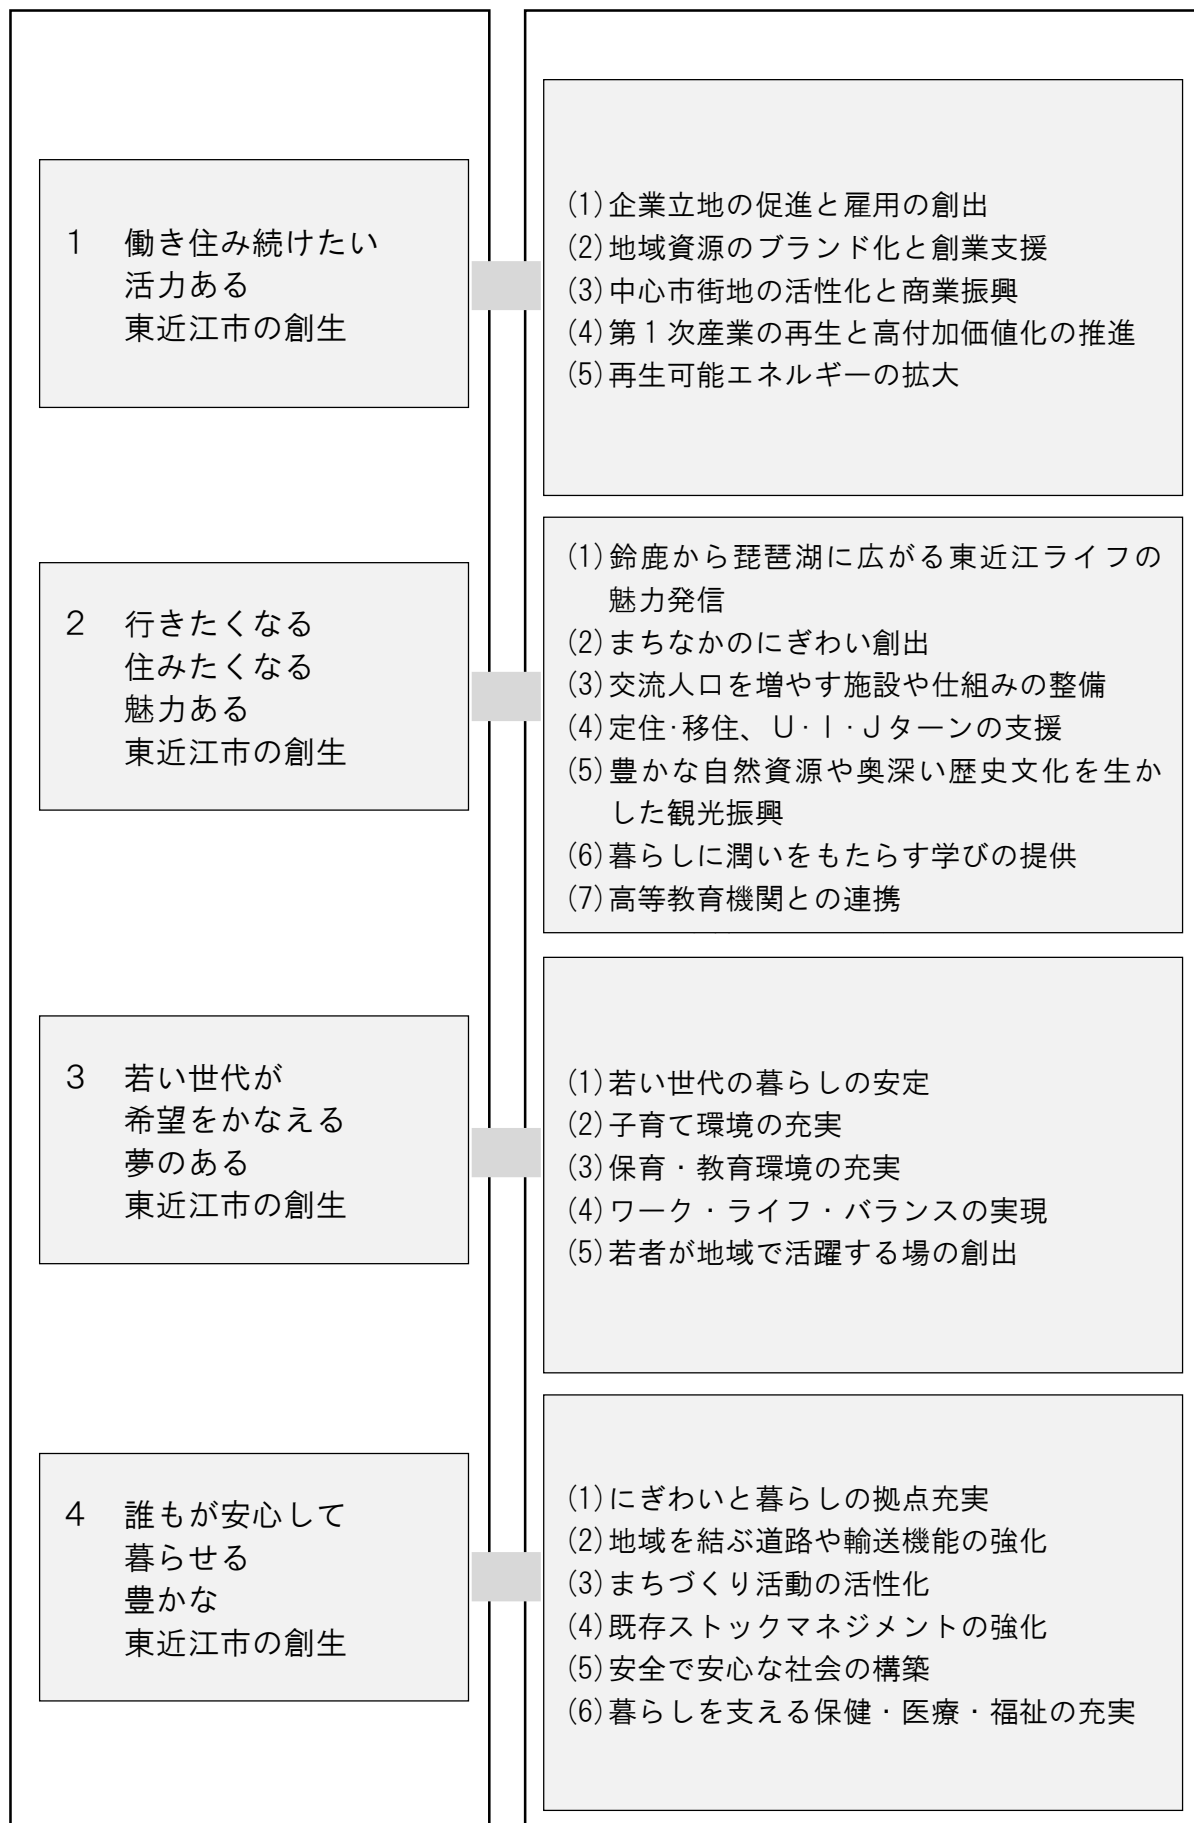 1 働き住み続けたい
活力ある
東近江市の創生
(1)企業立地の促進と雇用の創出
(2)地域資源のブランド化と創業支援
(3)中心市街地の活性化と商業振興
(4)第1次産業の再生と高付加価値化の推進
(5)再生可能エネルギーの拡大
2 行きたくなる
住みたくなる
魅力ある
東近江市の創生
(1)鈴鹿から琵琶湖に広がる東近江ライフの
魅力発信
(2)まちなかのにぎわい創出
(3)交流人口を増やす施設や仕組みの整備
(4)定住･移住、U･I･Jターンの支援
(5)豊かな自然資源や奥深い歴史文化を生か
した観光振興
(6)暮らしに潤いをもたらす学びの提供
(7)高等教育機関との連携
3 若い世代が
希望をかなえる
夢のある
東近江市の創生
(1)若い世代の暮らしの安定
(2)子育て環境の充実
(3)保育・教育環境の充実
(4)ワーク・ライフ・バランスの実現
(5)若者が地域で活躍する場の創出
4 誰もが安心して
暮らせる
豊かな
東近江市の創生
(1)にぎわいと暮らしの拠点充実
(2)地域を結ぶ道路や輸送機能の強化
(3)まちづくり活動の活性化
(4)既存ストックマネジメントの強化
(5)安全で安心な社会の構築
(6)暮らしを支える保健・医療・福祉の充実